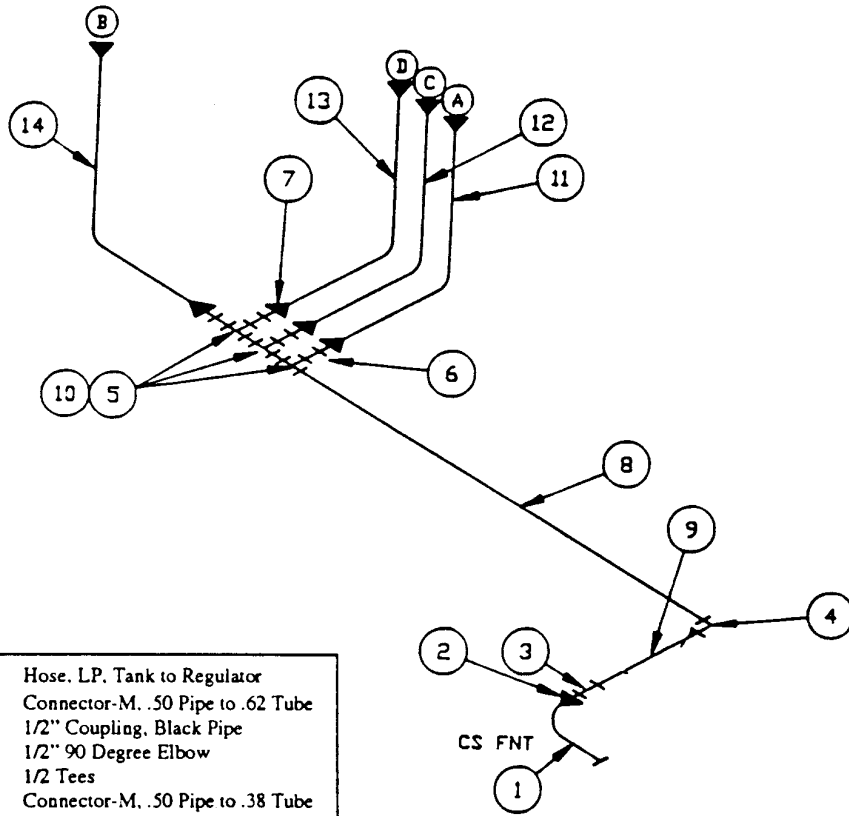 B
D
C
A
13
12
14
7
11
10
5
6
8
9
4
2
3
CS FNT
1
Hose, LP, Tank to Regulator
Connector-M, .50 Pipe to .62 Tube
1/2" Coupling, Black Pipe
1/2" 90 Degree Elbow
1/2 Tees
Connector-M, .50 Pipe to .38 Tube